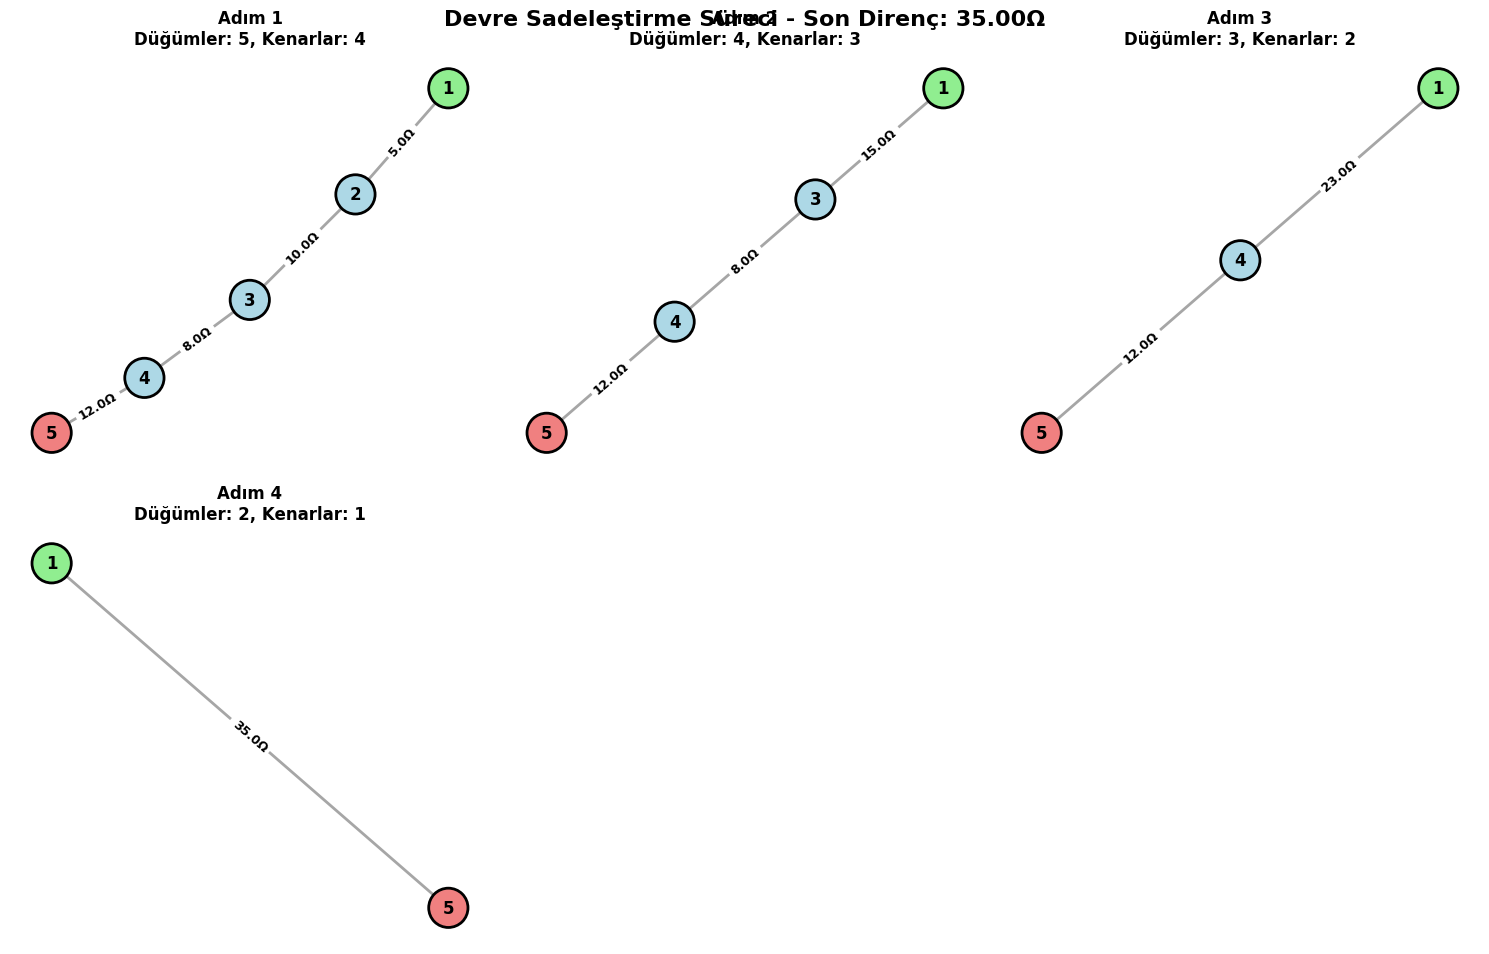 Devre Sadeleştirme Süreci - Son Direnç: 35.00Ω
Adım 1
Düğümler: 5, Kenarlar: 4
1
5.0Ω
2
10.0Ω
3
8.0Ω
4
12.0Ω
5
Adım 2
Düğümler: 4, Kenarlar: 3
1
15.0Ω
3
8.0Ω
4
12.0Ω
5
Adım 3
Düğümler: 3, Kenarlar: 2
1
23.0Ω
4
12.0Ω
5
Adım 4
Düğümler: 2, Kenarlar: 1
1
35.0Ω
5